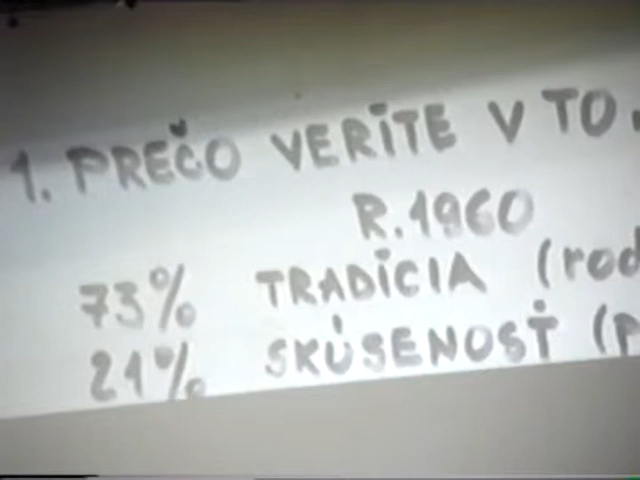 1. PREČO VERÍTE V TO
R. 1960
73% TRADÍCIA (rod
21% SKÚSENOSŤ (p